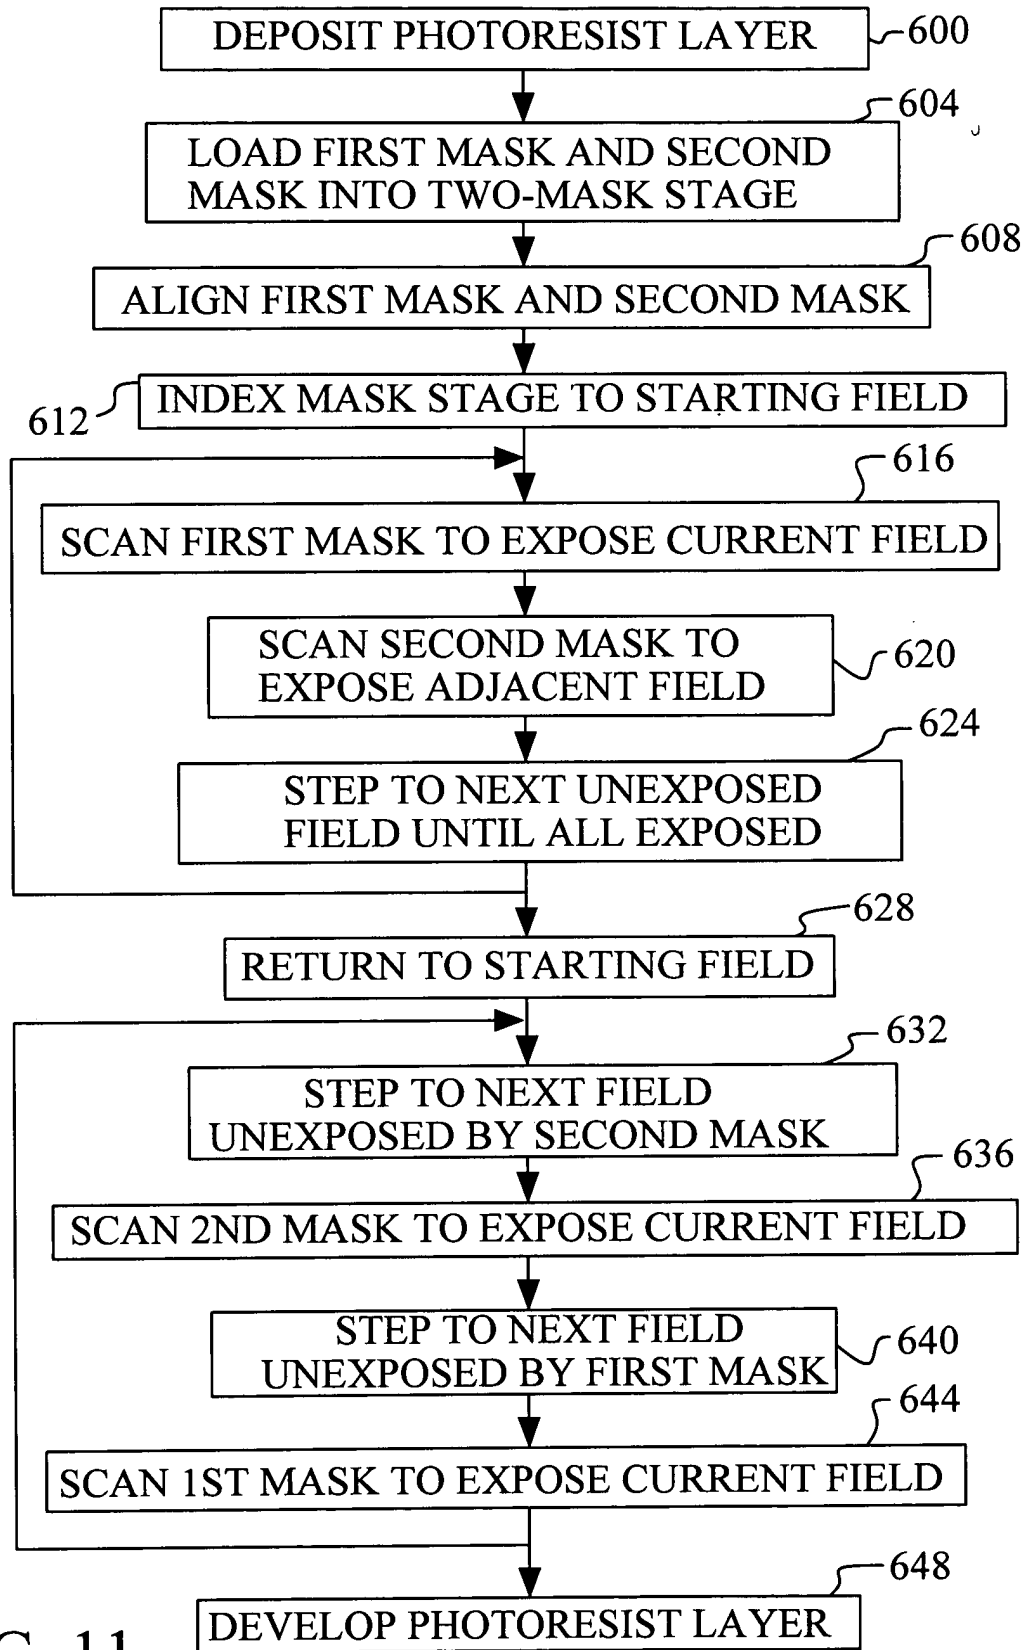 DEPOSIT PHOTORESIST LAYER
600
604
LOAD FIRST MASK AND SECOND
MASK INTO TWO-MASK STAGE
608
ALIGN FIRST MASK AND SECOND MASK
INDEX MASK STAGE TO STARTING FIELD
612
616
SCAN FIRST MASK TO EXPOSE CURRENT FIELD
SCAN SECOND MASK TO
EXPOSE ADJACENT FIELD
620
624
STEP TO NEXT UNEXPOSED
FIELD UNTIL ALL EXPOSED
628
RETURN TO STARTING FIELD
632
STEP TO NEXT FIELD
UNEXPOSED BY SECOND MASK
636
SCAN 2ND MASK TO EXPOSE CURRENT FIELD
STEP TO NEXT FIELD
UNEXPOSED BY FIRST MASK
640
644
SCAN 1ST MASK TO EXPOSE CURRENT FIELD
648
DEVELOP PHOTORESIST LAYER
11